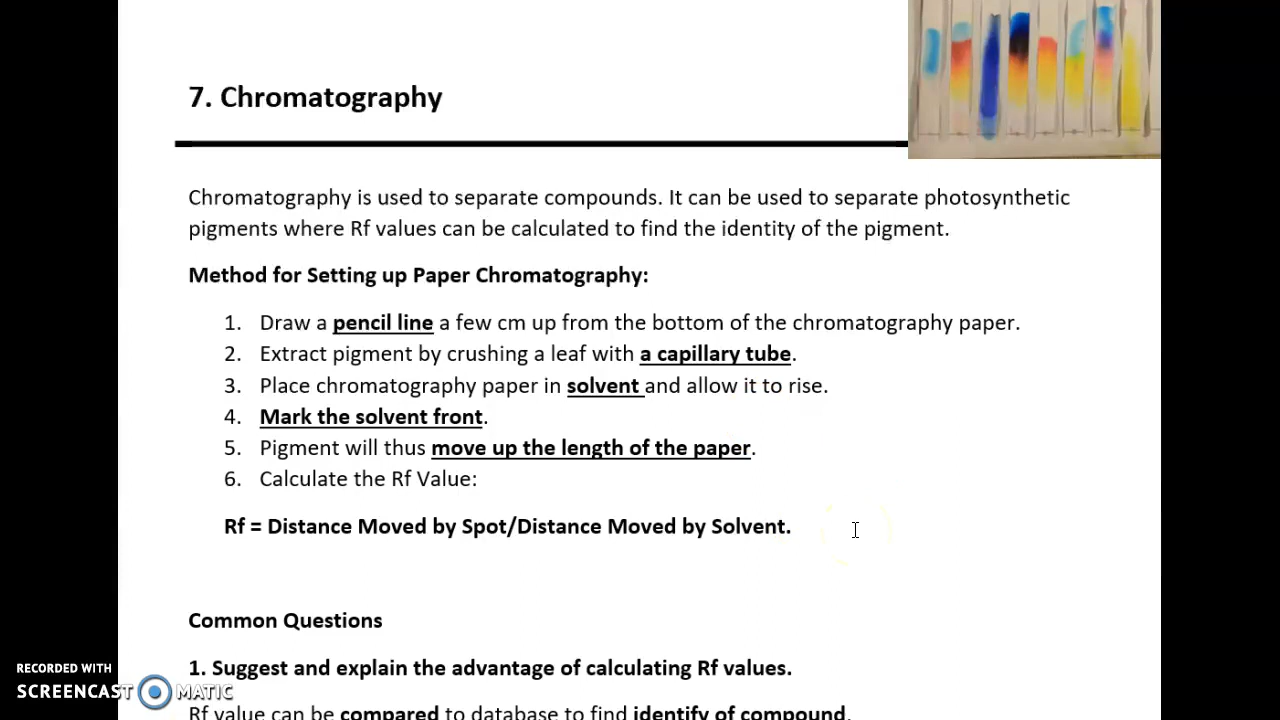 7. Chromatography
Chromatography is used to separate compounds. It can be used to separate photosynthetic
pigments where Rf values can be calculated to find the identity of the pigment.
Method for Setting up Paper Chromatography:
1. Draw a pencil line a few cm up from the bottom of the chromatography paper.
2. Extract pigment by crushing a leaf with a capillary tube.
3. Place chromatography paper in solvent and allow it to rise.
4. Mark the solvent front.
5. Pigment will thus move up the length of the paper.
6. Calculate the Rf Value:
Rf = Distance Moved by Spot/Distance Moved by Solvent.
Common Questions
1. Suggest and explain the advantage of calculating Rf values.
Rf value can be compared to database to find identify of compound.
RECORDED WITH
SCREENCAST MATIC